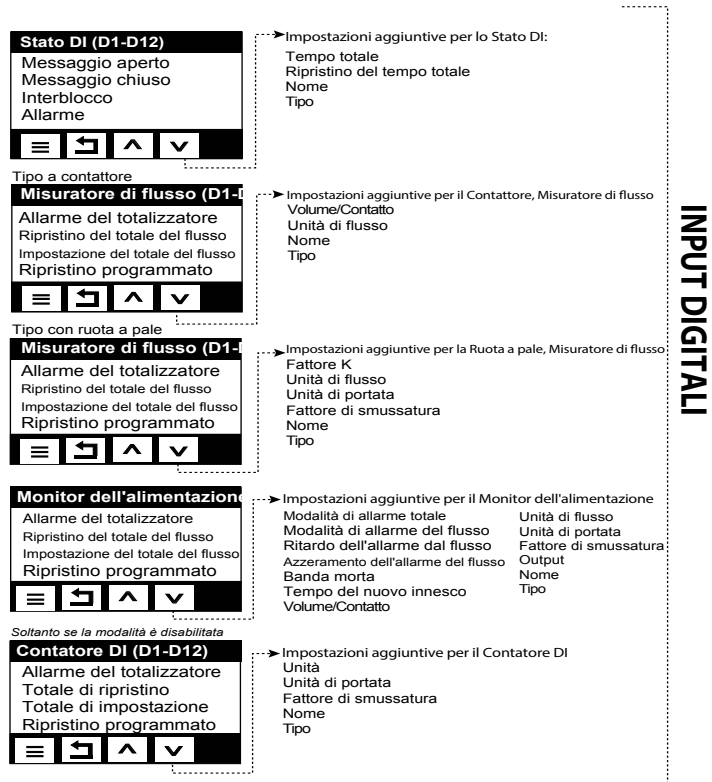 Stato DI (D1-D12)
Messaggio aperto
Messaggio chiuso
Interblocco
Allarme
Impostazioni aggiuntive per lo Stato DI:
Tempo totale
Ripristino del tempo totale
Nome
Tipo
Tipo a contattore
Misuratore di flusso (D1-
Allarme del totalizzatore
Ripristino del totale del flusso
Impostazione del totale del flusso
Ripristino programmato
Impostazioni aggiuntive per il Contattore, Misuratore di flusso
Volume/Contatto
Unità di flusso
Nome
Tipo
Tipo con ruota a pale
Misuratore di flusso (D1-
Allarme del totalizzatore
Ripristino del totale del flusso
Impostazione del totale del flusso
Ripristino programmato
Impostazioni aggiuntive per la Ruota a pale, Misuratore di flusso
Fattore K
Unità di flusso
Unità di portata
Fattore di smussatura
Nome
Tipo
Monitor dell'alimentazione
Allarme del totalizzatore
Ripristino del totale del flusso
Impostazione del totale del flusso
Ripristino programmato
Impostazioni aggiuntive per il Monitor dell'alimentazione
Modalità di allarme totale
Modalità di allarme del flusso
Ritardo dell'allarme dal flusso
Azzeramento dell'allarme del flusso
Banda morta
Tempo del nuovo innesco
Volume/Contatto
Unità di flusso
Unità di portata
Fattore di smussatura
Output
Nome
Tipo
Soltanto se la modalità è disabilitata
Contatore DI (D1-D12)
Allarme del totalizzatore
Totale di ripristino
Totale di impostazione
Ripristino programmato
Impostazioni aggiuntive per il Contatore DI
Unità
Unità di portata
Fattore di smussatura
Nome
Tipo
INPUT DIGITALI